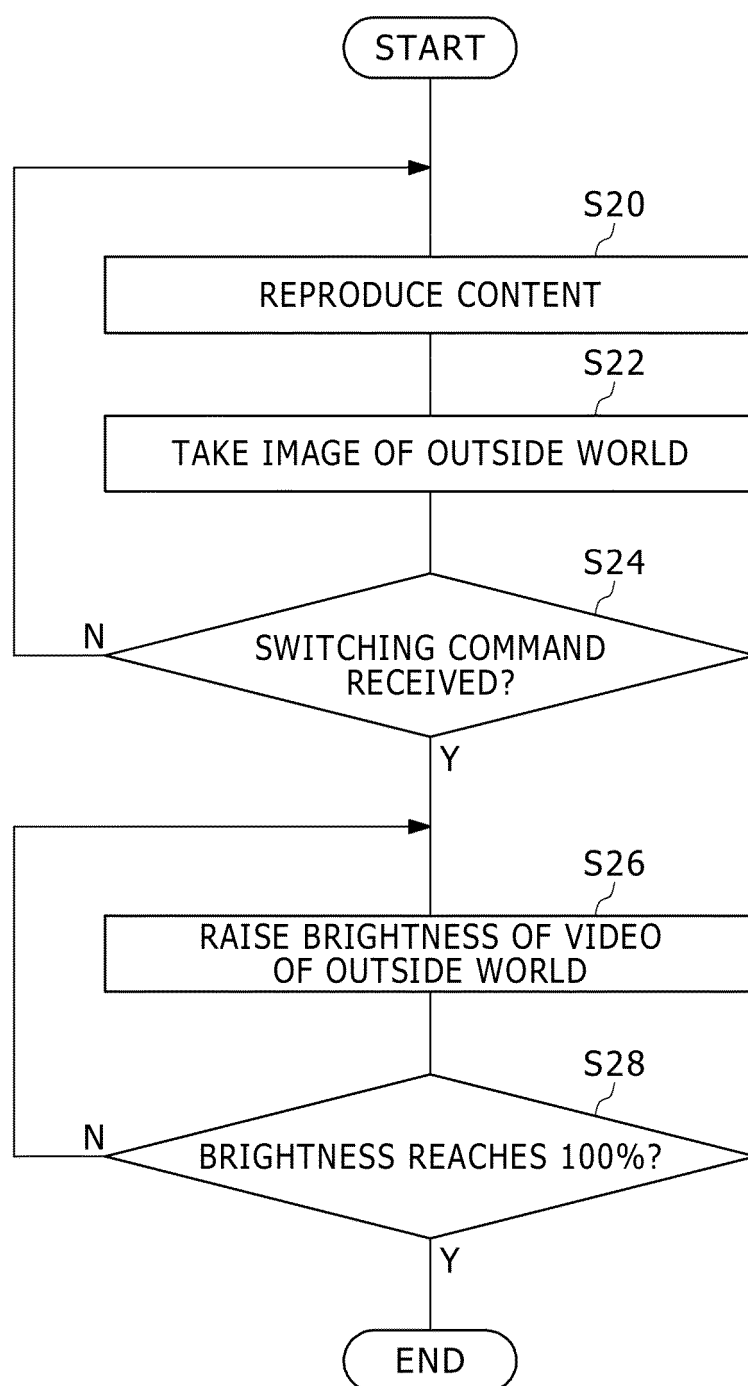 START
S20
REPRODUCE CONTENT
S22
TAKE IMAGE OF OUTSIDE WORLD
S24
N
SWITCHING COMMAND
RECEIVED?
Y
S26
RAISE BRIGHTNESS OF VIDEO
OF OUTSIDE WORLD
S28
N
BRIGHTNESS REACHES 100%?
Y
END